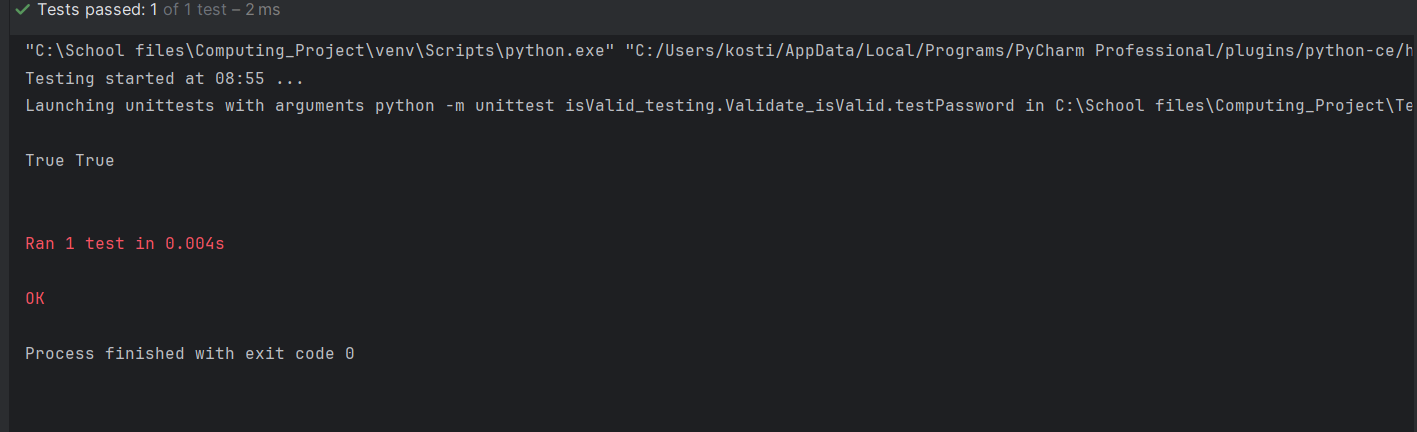 Tests passed: 1 of 1 test – 2 ms
"C:\School files\Computing_Project\venv\Scripts\python.exe" "C:/Users/kosti/AppData/Local/Programs/PyCharm Professional/plugins/python-ce/h
Testing started at 08:55 ...
Launching unittests with arguments python -m unittest isValid_testing.Validate_isValid.testPassword in C:\School files\Computing_Project\Te
True True
Ran 1 test in 0.004s
OK
Process finished with exit code 0